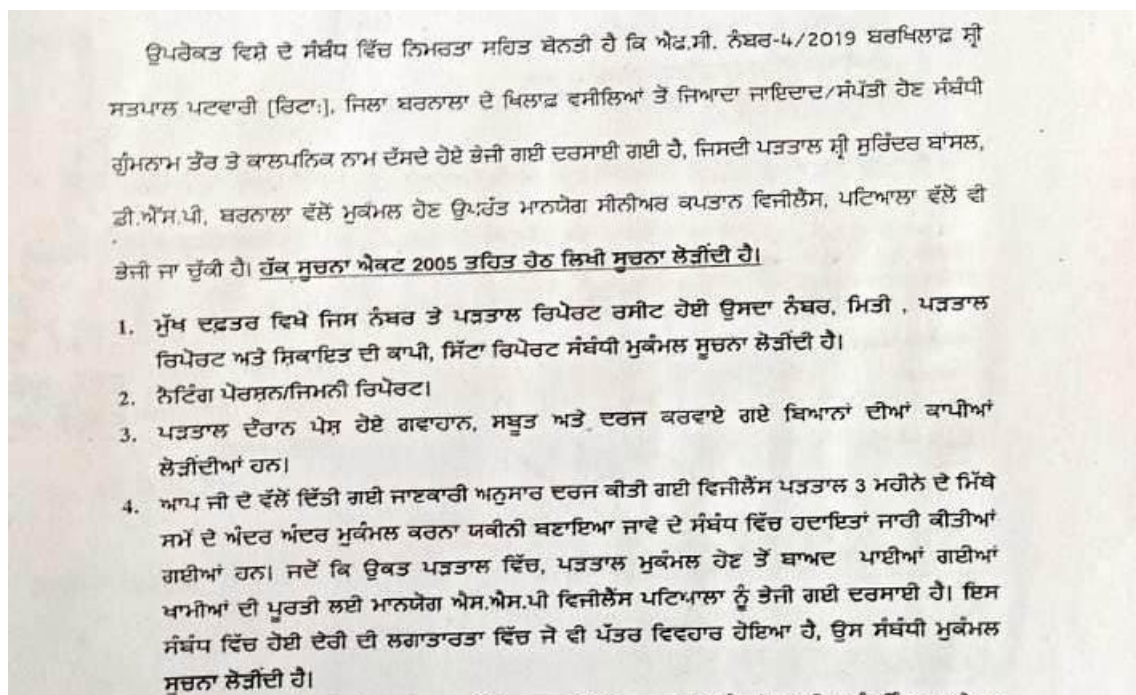 ਉਪਰੋਕਤ ਵਿਸ਼ੇ ਦੇ ਸੰਬੰਧ ਵਿੱਚ ਨਿਮਰਤਾ ਸਹਿਤ ਬੇਨਤੀ ਹੈ ਕਿ ਐਫ.ਸੀ. ਨੰਬਰ-4/2019 ਬਰਖਿਲਾਫ਼ ਸ਼੍ਰੀ
ਸਤਪਾਲ ਪਟਵਾਰੀ [ਰਿਟਾ:], ਜਿਲਾ ਬਰਨਾਲਾ ਦੇ ਖਿਲਾਫ਼ ਵਸੀਲਿਆਂ ਤੋਂ ਜਿਆਦਾ ਜਾਇਦਾਦ/ਸੰਪੱਤੀ ਹੋਣ ਸੰਬੰਧੀ
ਗੁੰਮਨਾਮ ਤੌਰ ਤੇ ਕਾਲਪਨਿਕ ਨਾਮ ਦੱਸਦੇ ਹੋਏ ਭੇਜੀ ਗਈ ਦਰਸਾਈ ਗਈ ਹੈ, ਜਿਸਦੀ ਪੜਤਾਲ ਸ਼੍ਰੀ ਸੁਰਿੰਦਰ ਬਾਂਸਲ,
ਡੀ.ਐੱਸ.ਪੀ, ਬਰਨਾਲਾ ਵੱਲੋਂ ਮੁਕੰਮਲ ਹੋਣ ਉਪਰੰਤ ਮਾਨਯੋਗ ਸੀਨੀਅਰ ਕਪਤਾਨ ਵਿਜੀਲੈਂਸ, ਪਟਿਆਲਾ ਵੱਲੋਂ ਵੀ
ਭੇਜੀ ਜਾ ਚੁੱਕੀ ਹੈ। ਹੱਕ ਸੂਚਨਾ ਐਕਟ 2005 ਤਹਿਤ ਹੇਠ ਲਿਖੀ ਸੂਚਨਾ ਲੋੜੀਂਦੀ ਹੈ।
1. ਮੁੱਖ ਦਫ਼ਤਰ ਵਿਖੇ ਜਿਸ ਨੰਬਰ ਤੇ ਪੜਤਾਲ ਰਿਪੋਰਟ ਰਸੀਟ ਹੋਈ ਉਸਦਾ ਨੰਬਰ, ਮਿਤੀ , ਪੜਤਾਲ
ਰਿਪੋਰਟ ਅਤੇ ਸ਼ਿਕਾਇਤ ਦੀ ਕਾਪੀ, ਸਿੱਟਾ ਰਿਪੋਰਟ ਸੰਬੰਧੀ ਮੁਕੰਮਲ ਸੂਚਨਾ ਲੋੜੀਂਦੀ ਹੈ।
2. ਨੋਟਿੰਗ ਪੋਰਸ਼ਨ/ਜਿਮਨੀ ਰਿਪੋਰਟ।
3. ਪੜਤਾਲ ਦੌਰਾਨ ਪੇਸ਼ ਹੋਏ ਗਵਾਹਾਨ, ਸਬੂਤ ਅਤੇ ਦਰਜ ਕਰਵਾਏ ਗਏ ਬਿਆਨਾਂ ਦੀਆਂ ਕਾਪੀਆਂ
ਲੋੜੀਂਦੀਆਂ ਹਨ।
4. ਆਪ ਜੀ ਦੇ ਵੱਲੋਂ ਦਿੱਤੀ ਗਈ ਜਾਣਕਾਰੀ ਅਨੁਸਾਰ ਦਰਜ ਕੀਤੀ ਗਈ ਵਿਜੀਲੈਂਸ ਪੜਤਾਲ 3 ਮਹੀਨੇ ਦੇ ਮਿੱਥੇ
ਸਮੇਂ ਦੇ ਅੰਦਰ ਅੰਦਰ ਮੁਕੰਮਲ ਕਰਨਾ ਯਕੀਨੀ ਬਣਾਇਆ ਜਾਵੇ ਦੇ ਸੰਬੰਧ ਵਿੱਚ ਹਦਾਇਤਾਂ ਜਾਰੀ ਕੀਤੀਆਂ
ਗਈਆਂ ਹਨ। ਜਦੋਂ ਕਿ ਉਕਤ ਪੜਤਾਲ ਵਿੱਚ, ਪੜਤਾਲ ਮੁਕੰਮਲ ਹੋਣ ਤੋਂ ਬਾਅਦ ਪਾਈਆਂ ਗਈਆਂ
ਖਾਮੀਆਂ ਦੀ ਪੂਰਤੀ ਲਈ ਮਾਨਯੋਗ ਐਸ.ਐਸ.ਪੀ ਵਿਜੀਲੈਂਸ ਪਟਿਆਲਾ ਨੂੰ ਭੇਜੀ ਗਈ ਦਰਸਾਈ ਹੈ। ਇਸ
ਸੰਬੰਧ ਵਿੱਚ ਹੋਈ ਦੇਰੀ ਦੀ ਲਗਾਤਾਰਤਾ ਵਿੱਚ ਜੋ ਵੀ ਪੱਤਰ ਵਿਵਹਾਰ ਹੋਇਆ ਹੈ, ਉਸ ਸੰਬੰਧੀ ਮੁਕੰਮਲ
ਸੂਚਨਾ ਲੋੜੀਂਦੀ ਹੈ।